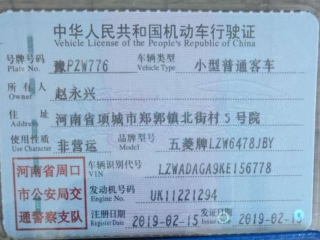 中华人民共和国机动车行驶证
Vehicle License of the People's Republic of China
号牌号码 豫PZW776 车辆类型 小型普通客车
Plate No. Vehicle Type
所有人 赵永兴
Owner
住址 河南省项城市郑郭镇北街村5号院
Address
使用性质 非营运 品牌型号 五菱牌LZW6478JBY
Use Character Model
河南省周口
市公安局交
通警察支队
车辆识别代号 LZWADAGA9KE156778
VIN
发动机号码 UK11221294
Engine No.
注册日期 2019-02-15 发证日期 2019-02-15
Register Date Issue Date